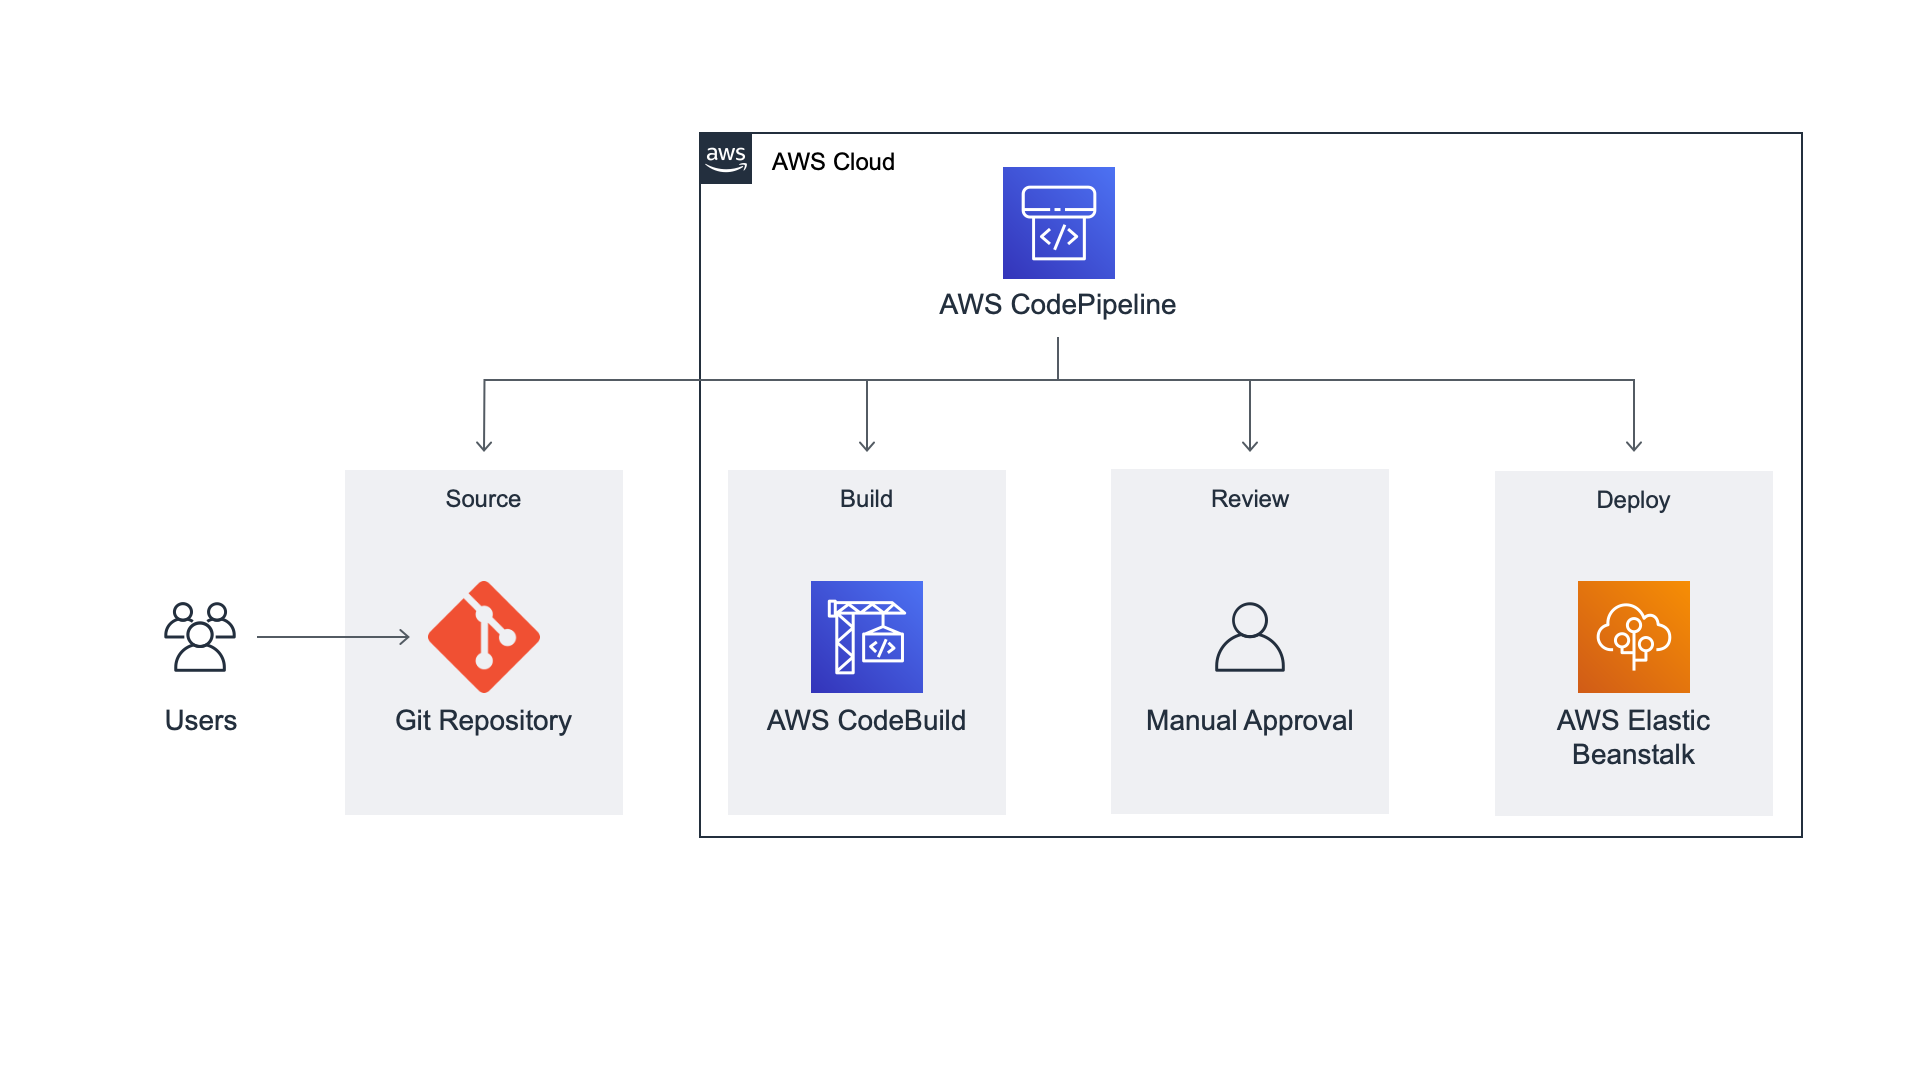 aws
AWS Cloud
</>
AWS CodePipeline
Source
Build
Review
Deploy
</>
Users
Git Repository
AWS CodeBuild
Manual Approval
AWS Elastic
Beanstalk